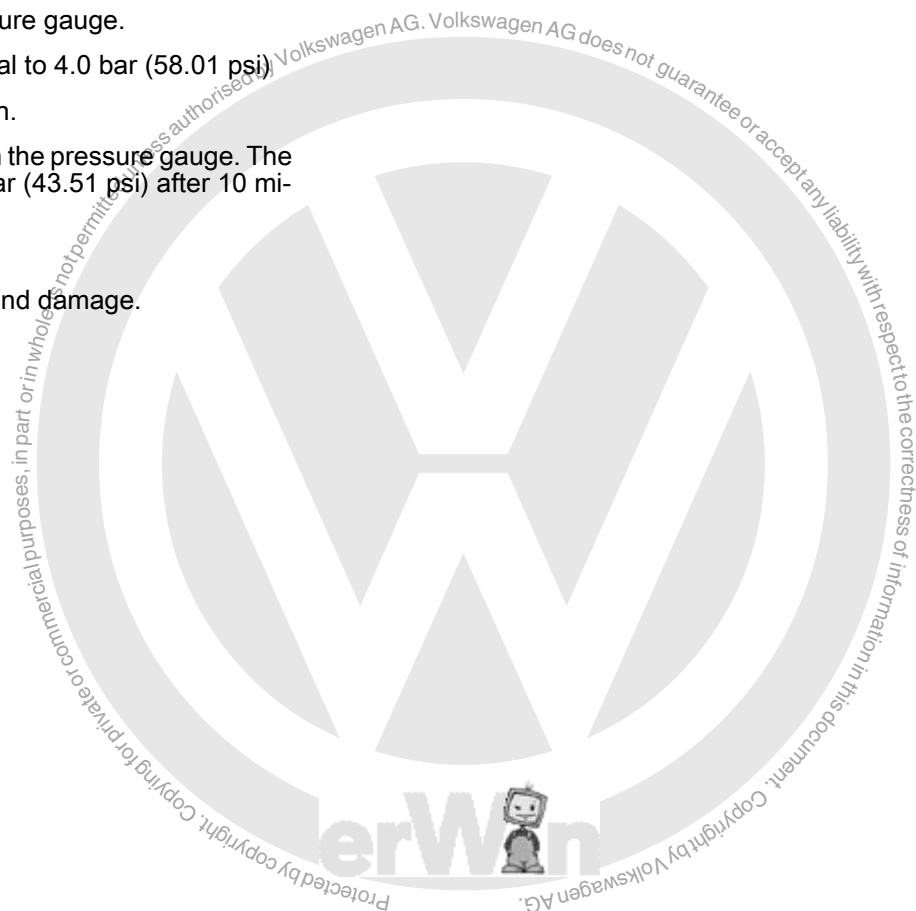 ure gauge.
al to 4.0 bar (58.01 psi)
n.
the pressure gauge. The
ar (43.51 psi) after 10 mi-
nd damage.
Protected by copyright. Copying for private or commercial purposes, in part or in whole, is not permitted unless authorised by Volkswagen AG. Volkswagen AG does not guarantee or accept any liability with respect to the correctness of information in this document. Copyright by Volkswagen AG.
erWin